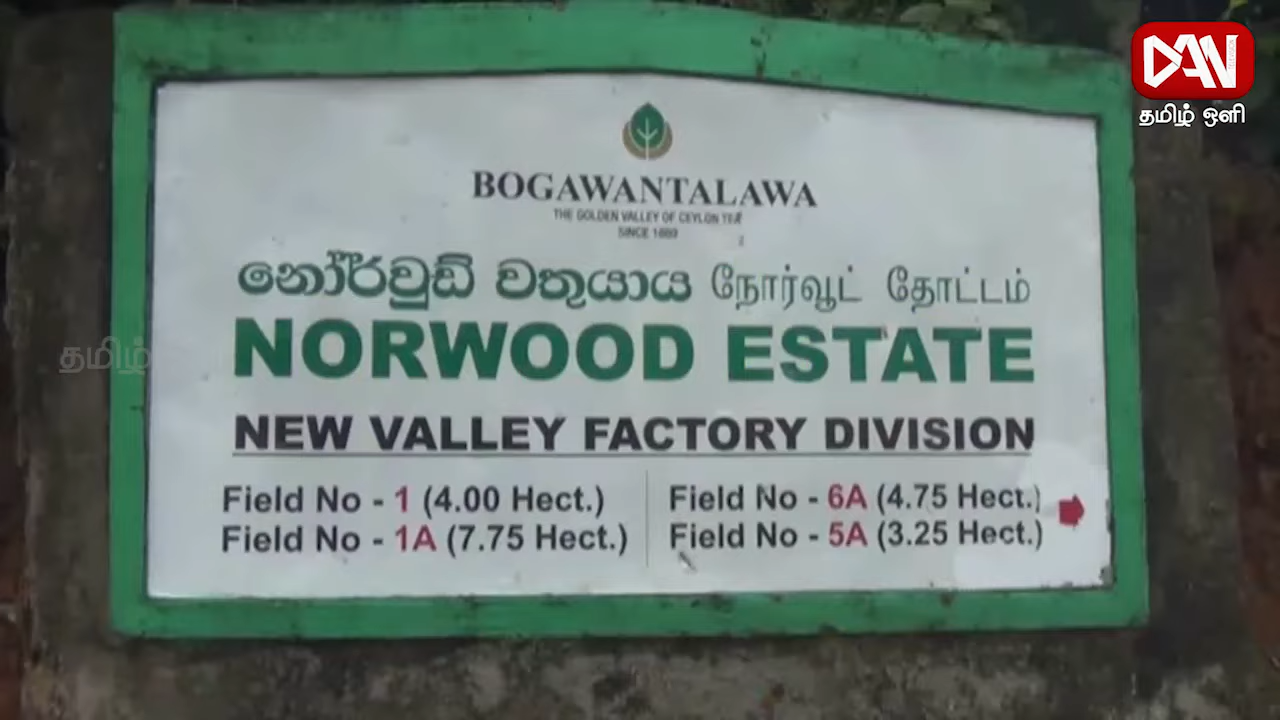 DAN
தமிழ் ஒளி
BOGAWANTALAWA
THE GOLDEN VALLEY OF CEYLON TEA
SINCE 1869
නෝර්වුඩ් වතුයාය நோர்வூட் தோட்டம்
NORWOOD ESTATE
தமிழ்
NEW VALLEY FACTORY DIVISION
Field No - 1 (4.00 Hect.)
Field No - 1A (7.75 Hect.)
Field No - 6A (4.75 Hect.)
Field No - 5A (3.25 Hect.)